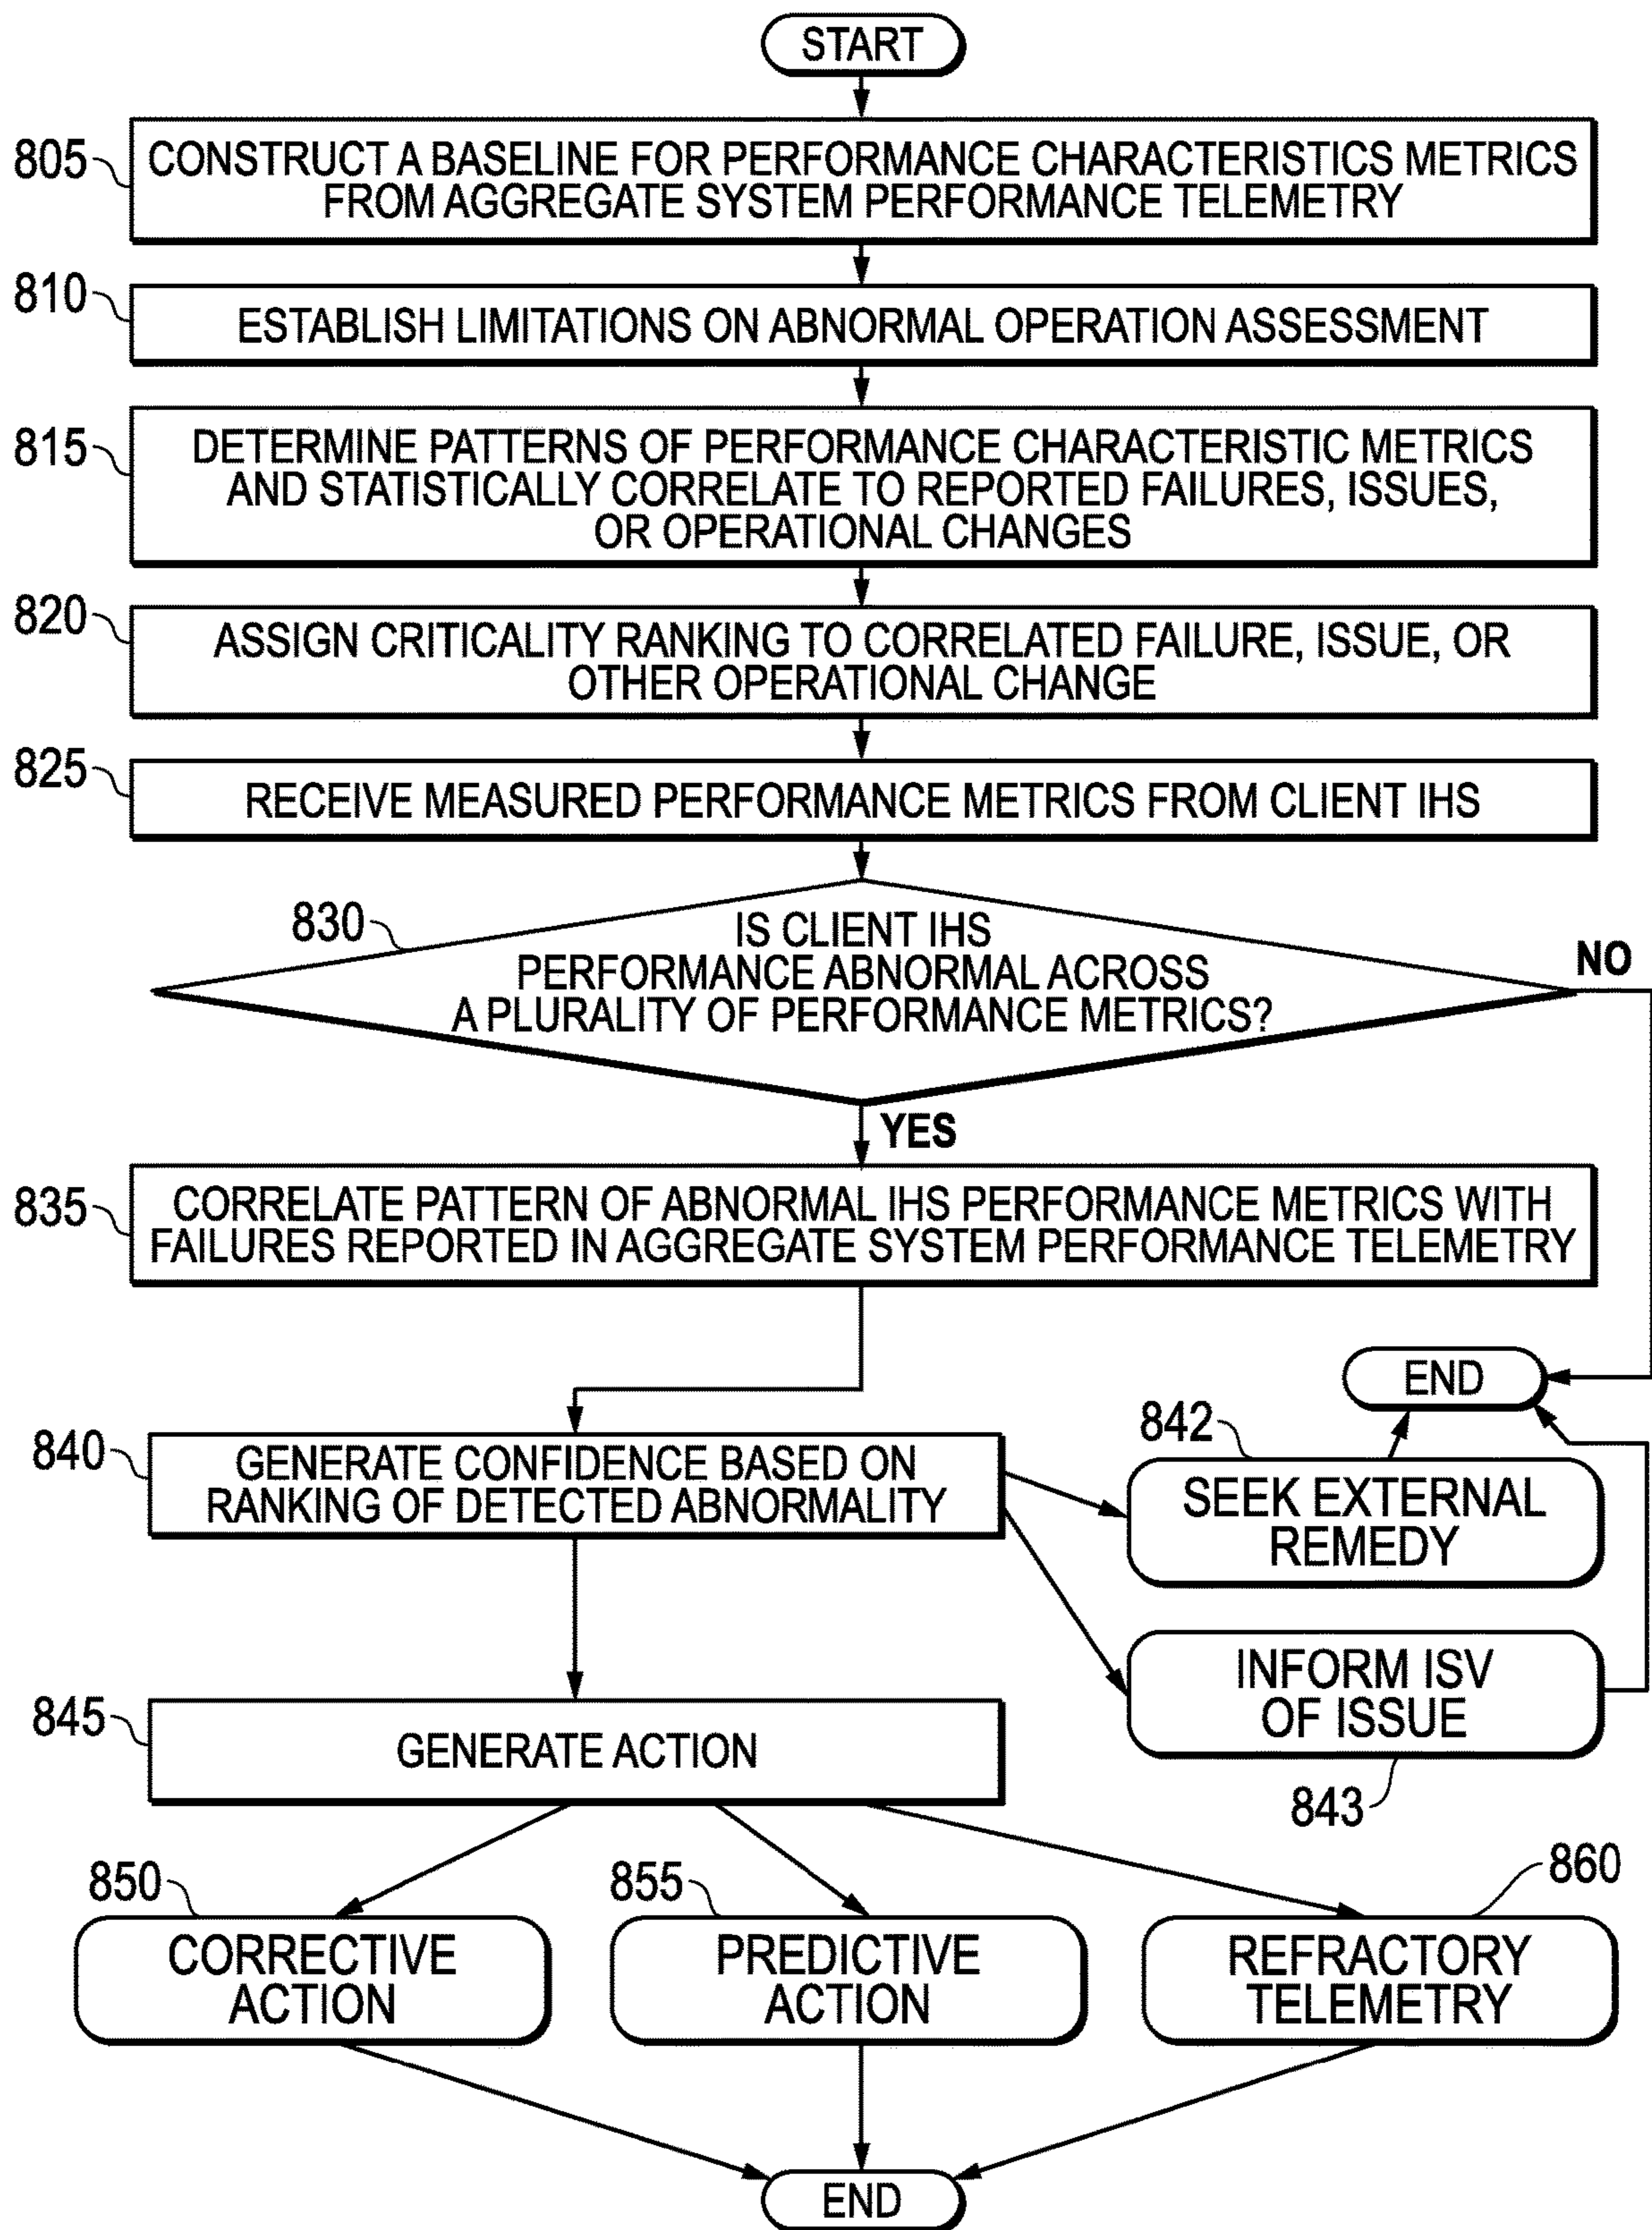 START
805
CONSTRUCT A BASELINE FOR PERFORMANCE CHARACTERISTICS METRICS
FROM AGGREGATE SYSTEM PERFORMANCE TELEMETRY
810
ESTABLISH LIMITATIONS ON ABNORMAL OPERATION ASSESSMENT
815
DETERMINE PATTERNS OF PERFORMANCE CHARACTERISTIC METRICS
AND STATISTICALLY CORRELATE TO REPORTED FAILURES, ISSUES,
OR OPERATIONAL CHANGES
820
ASSIGN CRITICALITY RANKING TO CORRELATED FAILURE, ISSUE, OR
OTHER OPERATIONAL CHANGE
825
RECEIVE MEASURED PERFORMANCE METRICS FROM CLIENT IHS
830
IS CLIENT IHS
PERFORMANCE ABNORMAL ACROSS
A PLURALITY OF PERFORMANCE METRICS?
NO
YES
835
CORRELATE PATTERN OF ABNORMAL IHS PERFORMANCE METRICS WITH
FAILURES REPORTED IN AGGREGATE SYSTEM PERFORMANCE TELEMETRY
END
840
GENERATE CONFIDENCE BASED ON
RANKING OF DETECTED ABNORMALITY
842
SEEK EXTERNAL
REMEDY
INFORM ISV
OF ISSUE
843
845
GENERATE ACTION
850
CORRECTIVE
ACTION
855
PREDICTIVE
ACTION
860
REFRACTORY
TELEMETRY
END